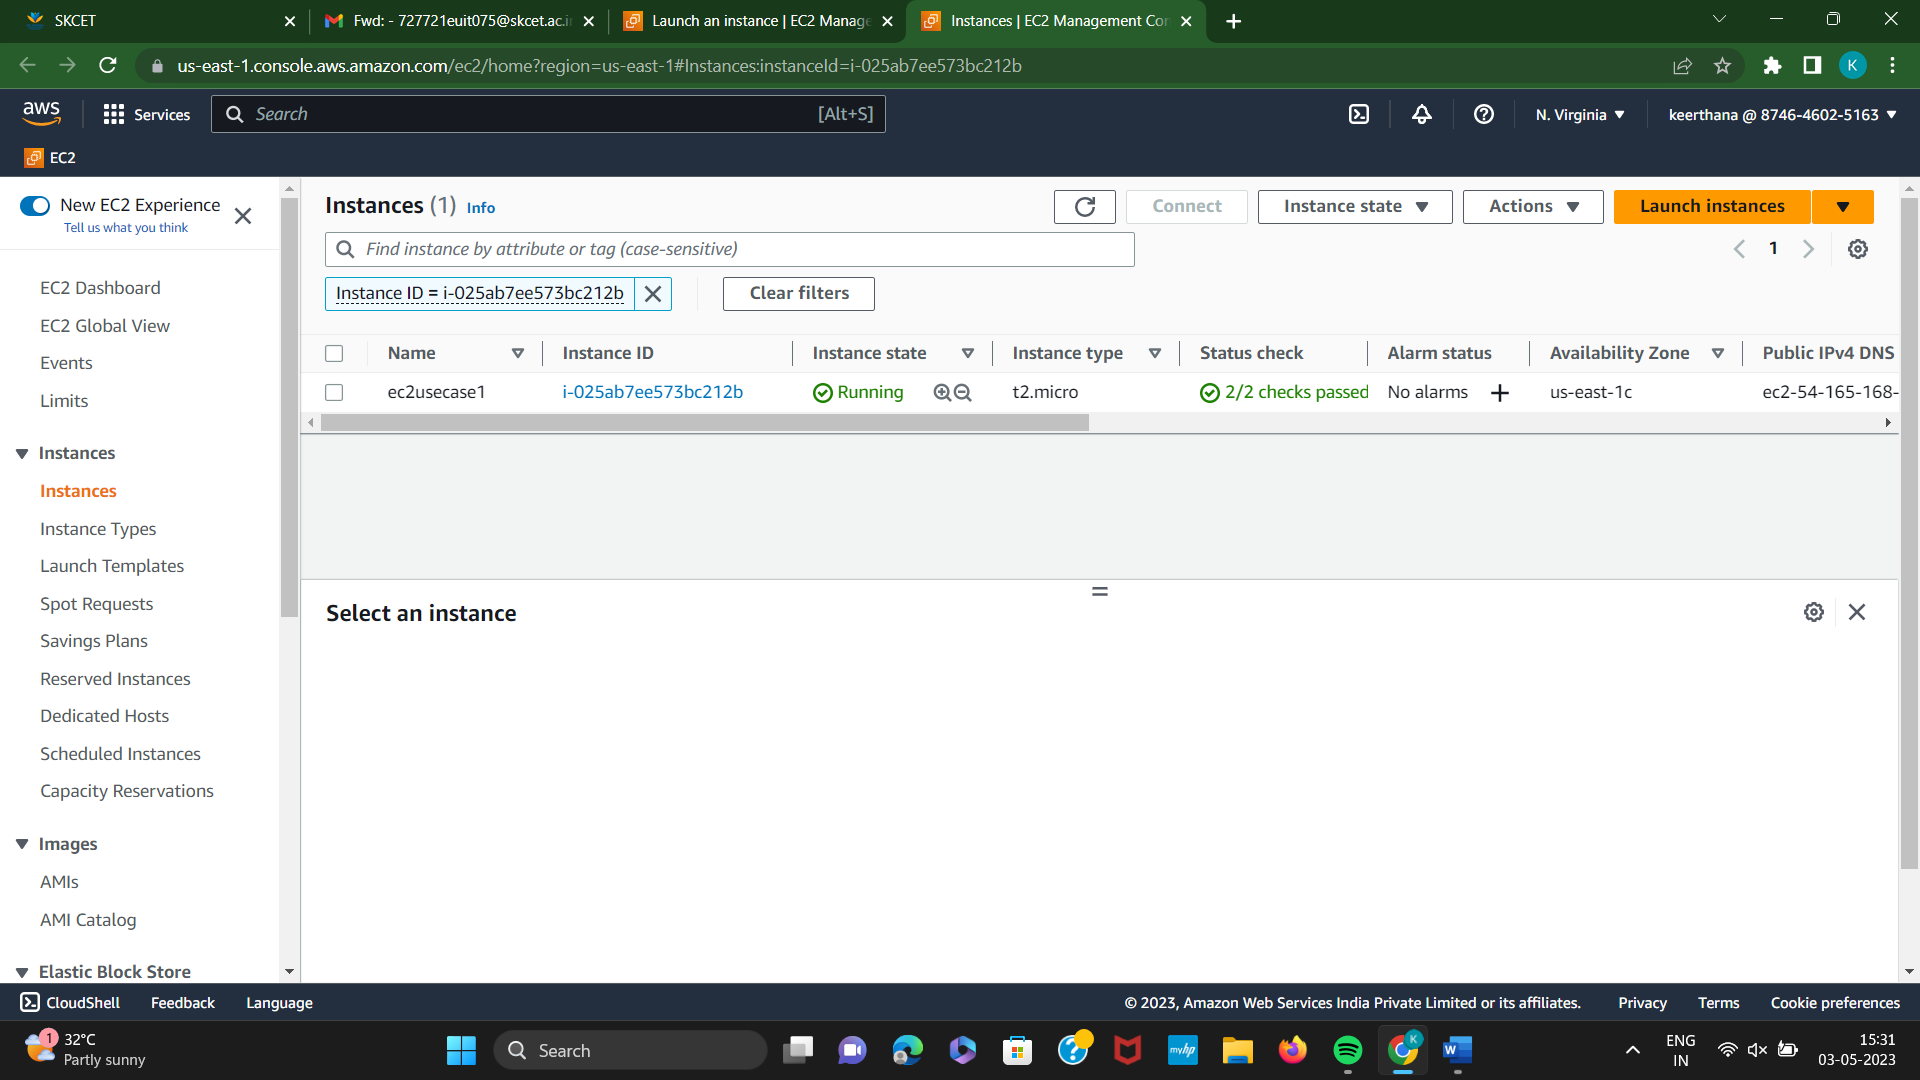 SKCET
Fwd: - 727721euit075@skcet.ac.i
Launch an instance | EC2 Manage
Instances | EC2 Management Con
us-east-1.console.aws.amazon.com/ec2/home?region=us-east-1#Instances:instanceId=i-025ab7ee573bc212b
K
aws
Services
Search
[Alt+S]
N. Virginia
keerthana @ 8746-4602-5163
EC2
New EC2 Experience
Tell us what you think
EC2 Dashboard
EC2 Global View
Events
Limits
Instances
Instances
Instance Types
Launch Templates
Spot Requests
Savings Plans
Reserved Instances
Dedicated Hosts
Scheduled Instances
Capacity Reservations
Images
AMIs
AMI Catalog
Elastic Block Store
Instances (1) Info
Connect
Instance state
Actions
Launch instances
Find instance by attribute or tag (case-sensitive)
1
Instance ID = i-025ab7ee573bc212b
Clear filters
Name Instance ID Instance state Instance type Status check Alarm status Availability Zone Public IPv4 DNS
ec2usecase1 i-025ab7ee573bc212b Running t2.micro 2/2 checks passed No alarms us-east-1c ec2-54-165-168-
Select an instance
CloudShell Feedback Language
© 2023, Amazon Web Services India Private Limited or its affiliates. Privacy Terms Cookie preferences
1
32°C
Partly sunny
Search
myhp
K
W
ENG
IN
15:31
03-05-2023